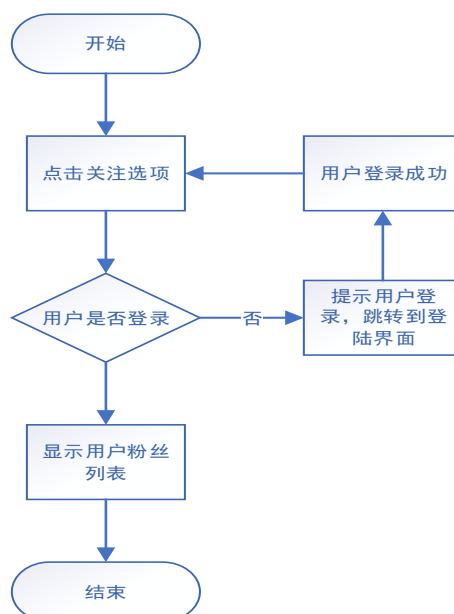 开始
点击关注选项
用户登录成功
用户是否登录
否
提示用户登
录，跳转到登
陆界面
显示用户粉丝
列表
结束